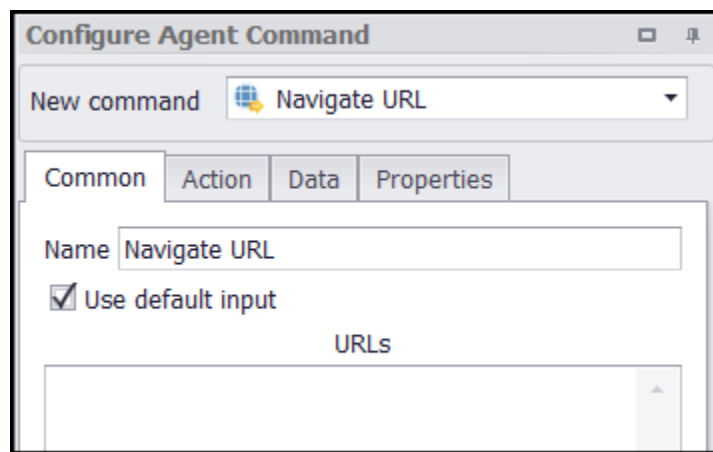 Configure Agent Command
New command Navigate URL
Common Action Data Properties
Name Navigate URL
Use default input
URLs